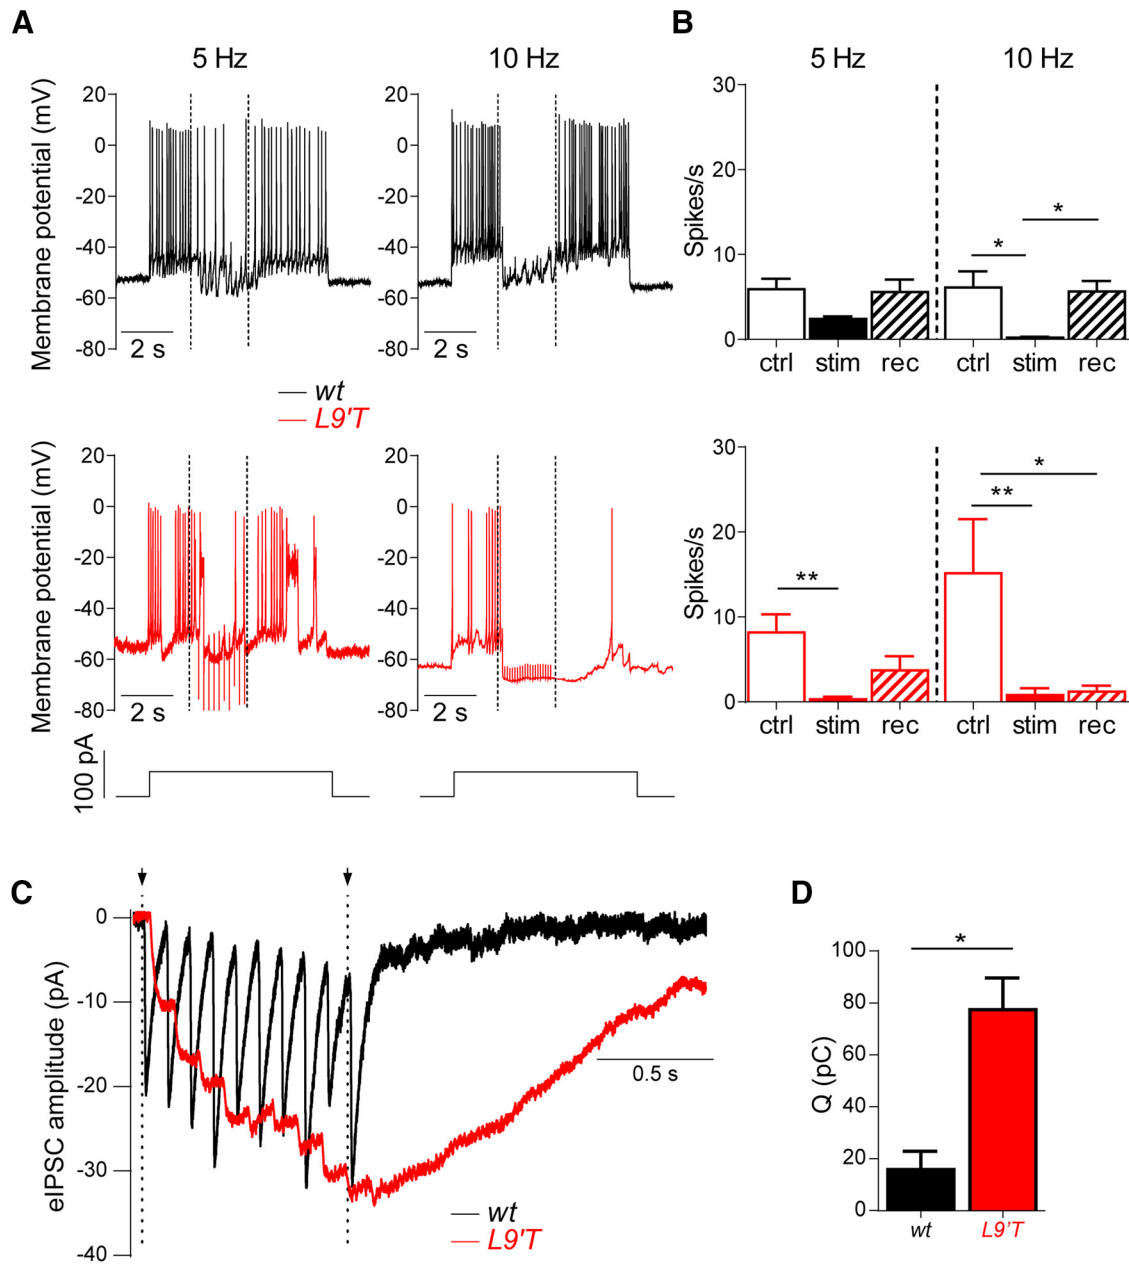 A
5 Hz
10 Hz
Membrane potential (mV)
20
0
-20
-40
-60
-80
2 s
20
0
-20
-40
-60
-80
2 s
wt
L9'T
Membrane potential (mV)
20
0
-20
-40
-60
-80
2 s
20
0
-20
-40
-60
-80
2 s
100 pA
B
5 Hz
10 Hz
Spikes/s
30
20
10
0
*
*
ctrl stim rec ctrl stim rec
Spikes/s
30
20
10
0
**
**
*
ctrl stim rec ctrl stim rec
C
eIPSC amplitude (pA)
0
-10
-20
-30
-40
0.5 s
wt
L9'T
D
Q (pC)
100
80
60
40
20
0
*
wt L9'T